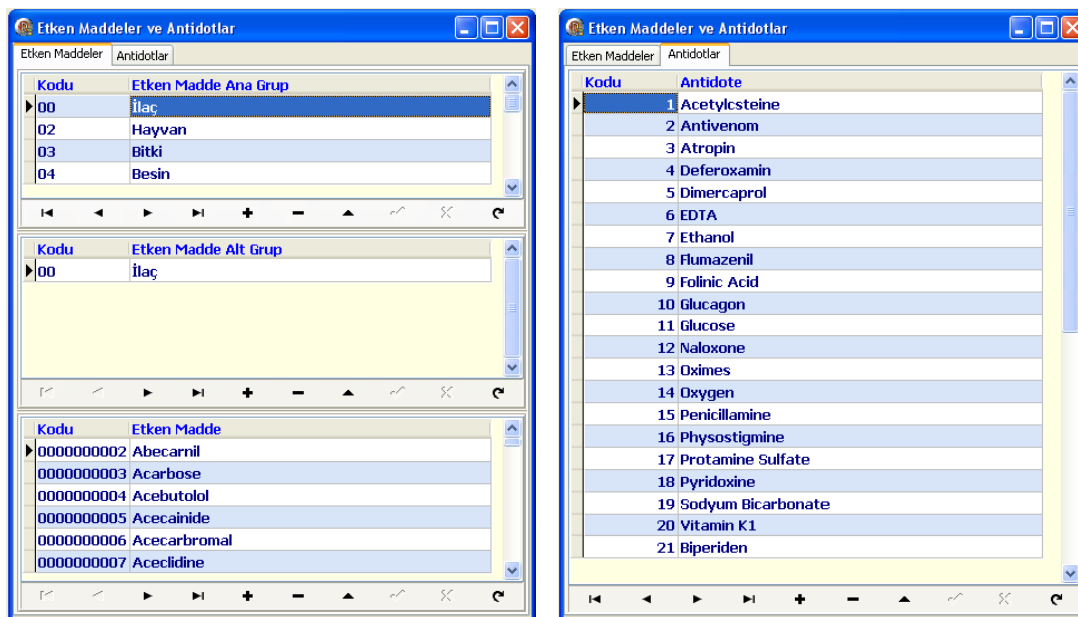 Etken Maddeler ve Antidotlar
Etken Maddeler Antidotlar
Kodu Etken Madde Ana Grup
00 İlaç
02 Hayvan
03 Bitki
04 Besin
Kodu Etken Madde Alt Grup
00 İlaç
Kodu Etken Madde
0000000002 Abecarnil
0000000003 Acarbose
0000000004 Acebutolol
0000000005 Acecainide
0000000006 Acecarbromal
0000000007 Aceclidine
Etken Maddeler ve Antidotlar
Etken Maddeler Antidotlar
Kodu Antidote
1 Acetylcsteine
2 Antivenom
3 Atropin
4 Deferoxamin
5 Dimercaprol
6 EDTA
7 Ethanol
8 Flumazenil
9 Folinic Acid
10 Glucagon
11 Glucose
12 Naloxone
13 Oximes
14 Oxygen
15 Penicillamine
16 Physostigmine
17 Protamine Sulfate
18 Pyridoxine
19 Sodyum Bicarbonate
20 Vitamin K1
21 Biperiden